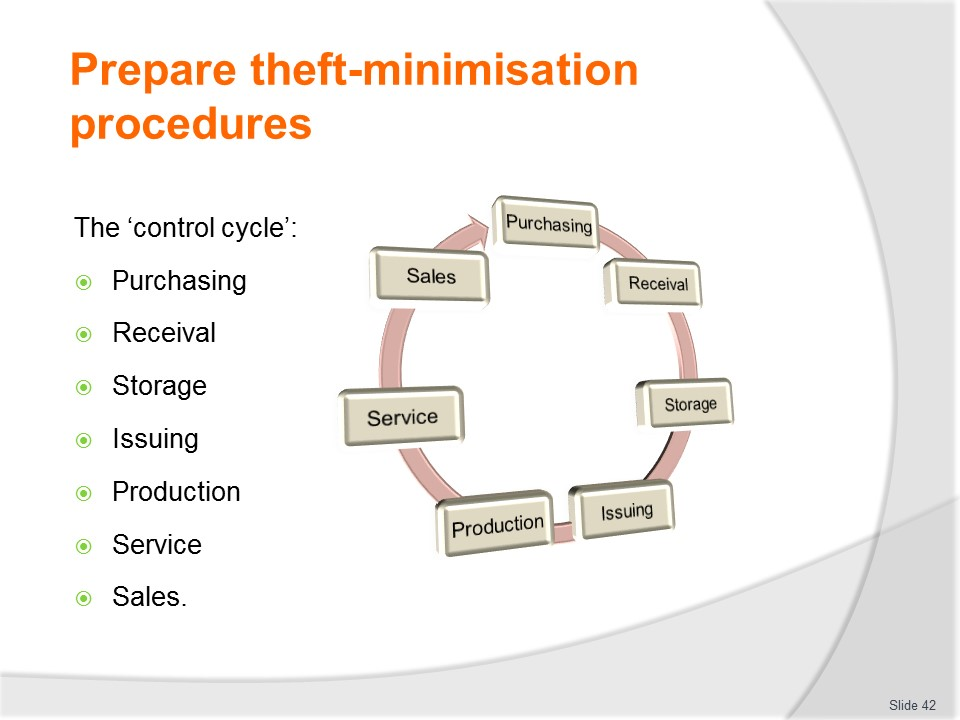 Prepare theft-minimisation
procedures
The ‘control cycle’:
Purchasing
Receival
Storage
Issuing
Production
Service
Sales.
Purchasing
Receival
Storage
Issuing
Production
Service
Sales
Slide 42